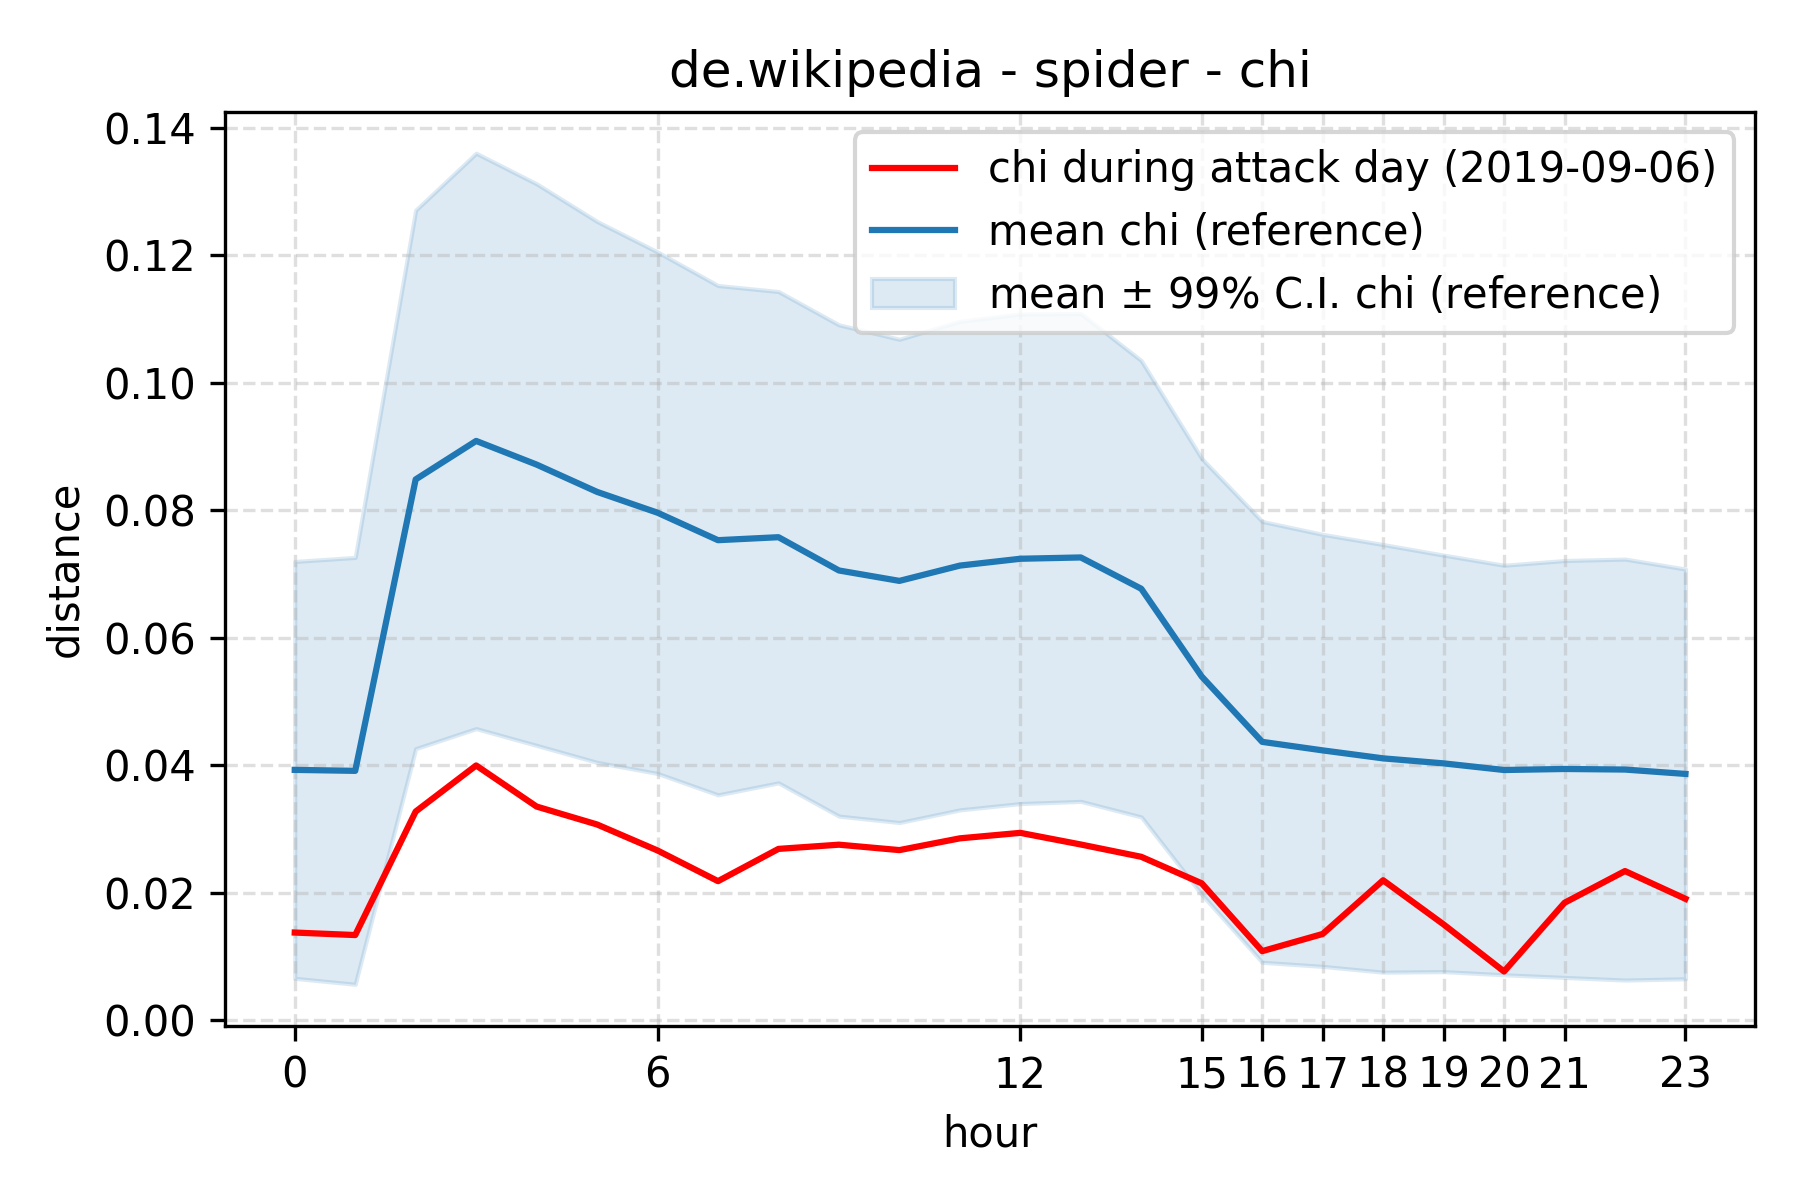 de.wikipedia - spider - chi
chi during attack day (2019-09-06)
mean chi (reference)
mean ± 99% C.I. chi (reference)
distance
0.14
0.12
0.10
0.08
0.06
0.04
0.02
0.00
0 6 12 15 16 17 18 19 20 21 23
hour